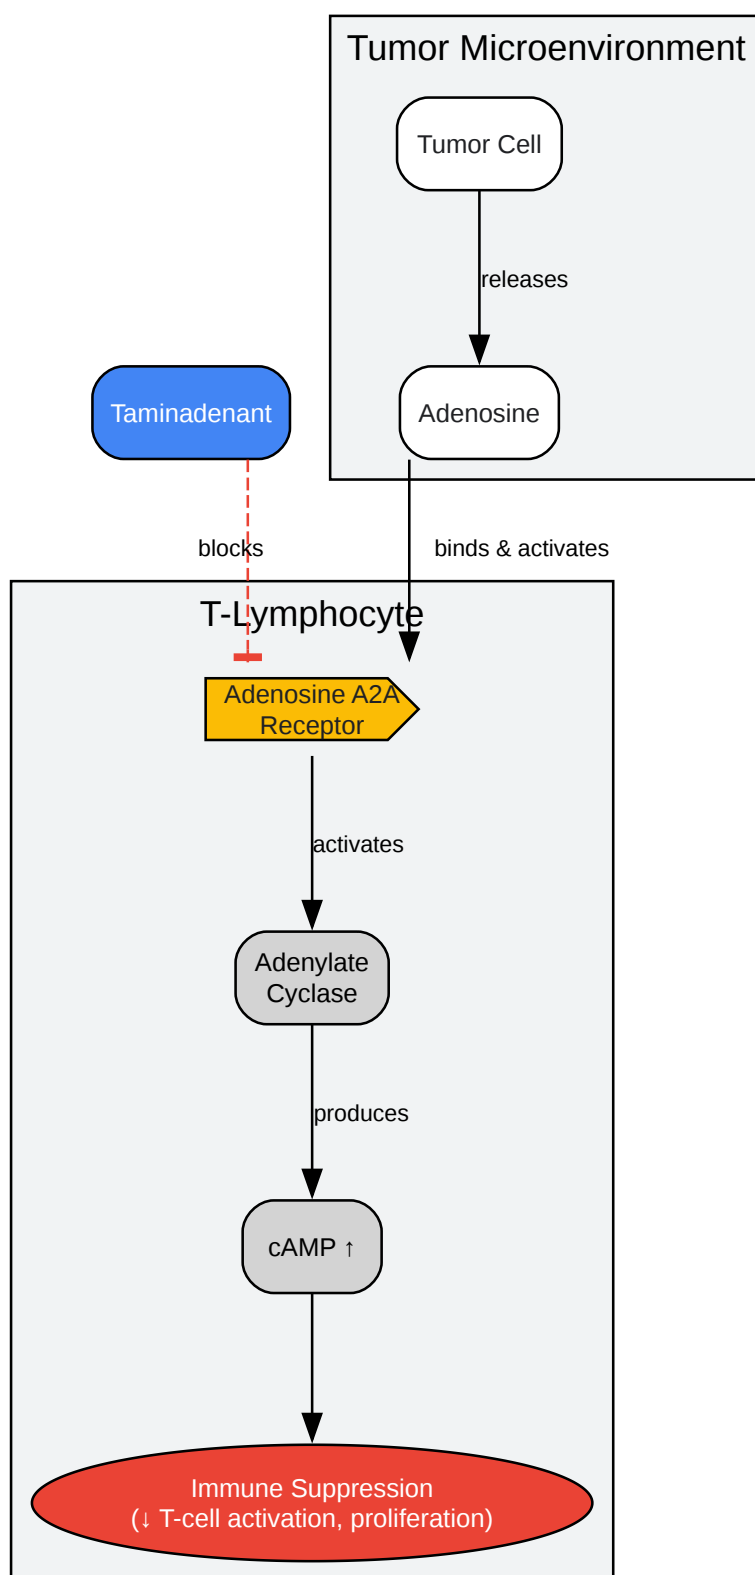 Tumor Microenvironment
Tumor Cell
releases
Taminadenant
Adenosine
blocks
binds & activates
T-Lymphocyte
Adenosine A2A
Receptor
activates
Adenylate
Cyclase
produces
cAMP ↑
Immune Suppression
(↓ T-cell activation, proliferation)